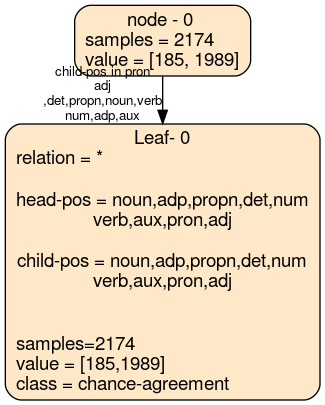 node - 0
samples = 2174
value = [185, 1989]
child-pos in pron
adj
,det,propn,noun,verb
num,adp,aux
Leaf- 0
relation = *
head-pos = noun,adp,propn,det,num
verb,aux,pron,adj
child-pos = noun,adp,propn,det,num
verb,aux,pron,adj
samples=2174
value = [185,1989]
class = chance-agreement